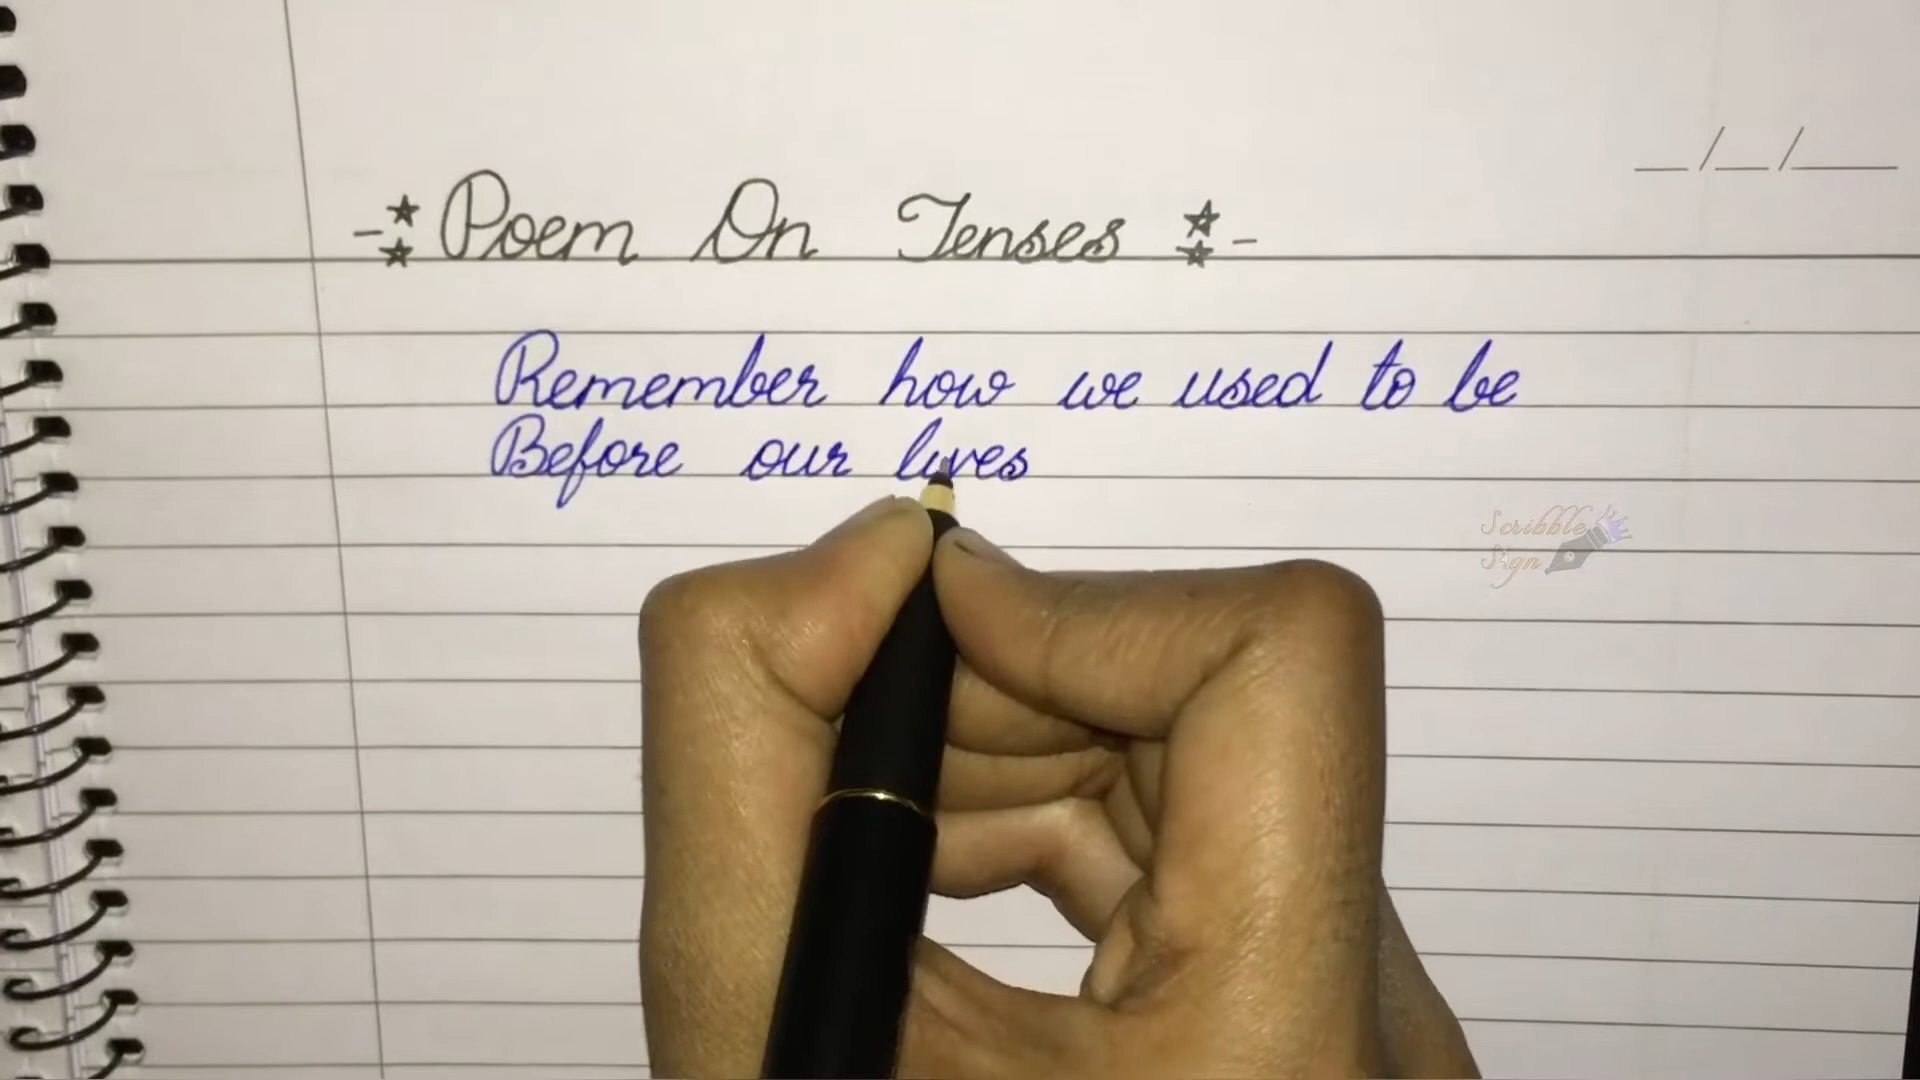 Poem On Tenses
Remember how we used to be
Before our lives
Scribble
Sign